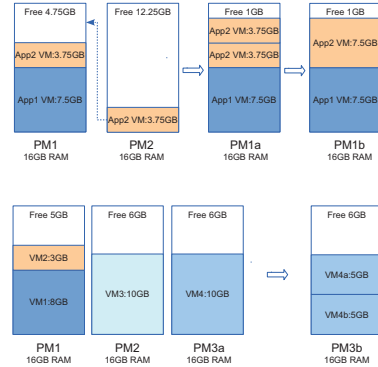 Free 4.75GB
App2 VM:3.75GB
App1 VM:7.5GB
PM1
16GB RAM
Free 12.25GB
App2 VM:3.75GB
PM2
16GB RAM
Free 1GB
App2 VM:3.75GB
App2 VM:3.75GB
App1 VM:7.5GB
PM1a
16GB RAM
Free 1GB
App2 VM:7.5GB
App1 VM:7.5GB
PM1b
16GB RAM
Free 5GB
VM2:3GB
VM1:8GB
PM1
16GB RAM
Free 6GB
VM3:10GB
PM2
16GB RAM
Free 6GB
VM4:10GB
PM3a
16GB RAM
Free 6GB
VM4a:5GB
VM4b:5GB
PM3b
16GB RAM